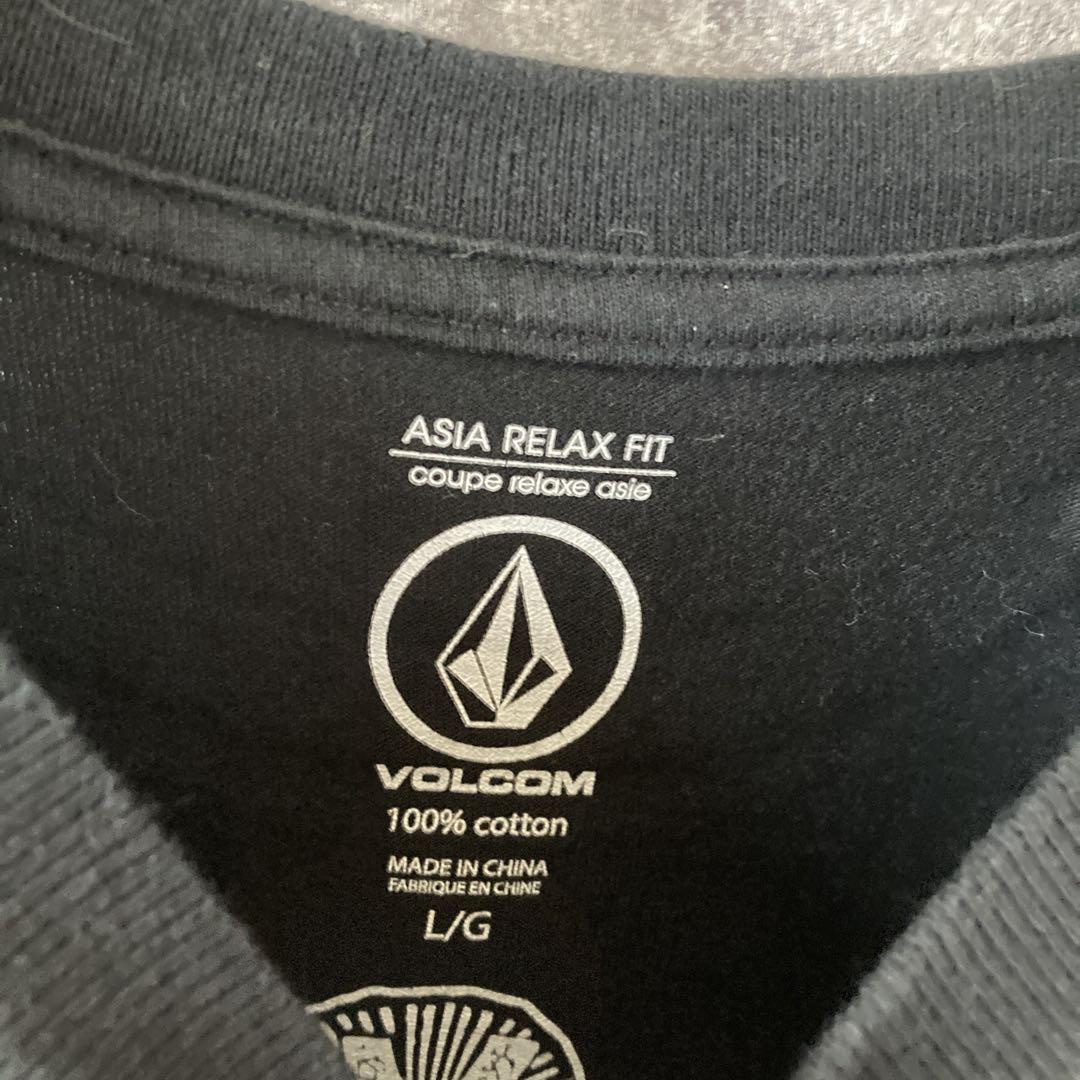 ASIA RELAX FIT
coupe relaxe asie
VOLCOM
100% cotton
MADE IN CHINA
FABRIQUE EN CHINE
L/G